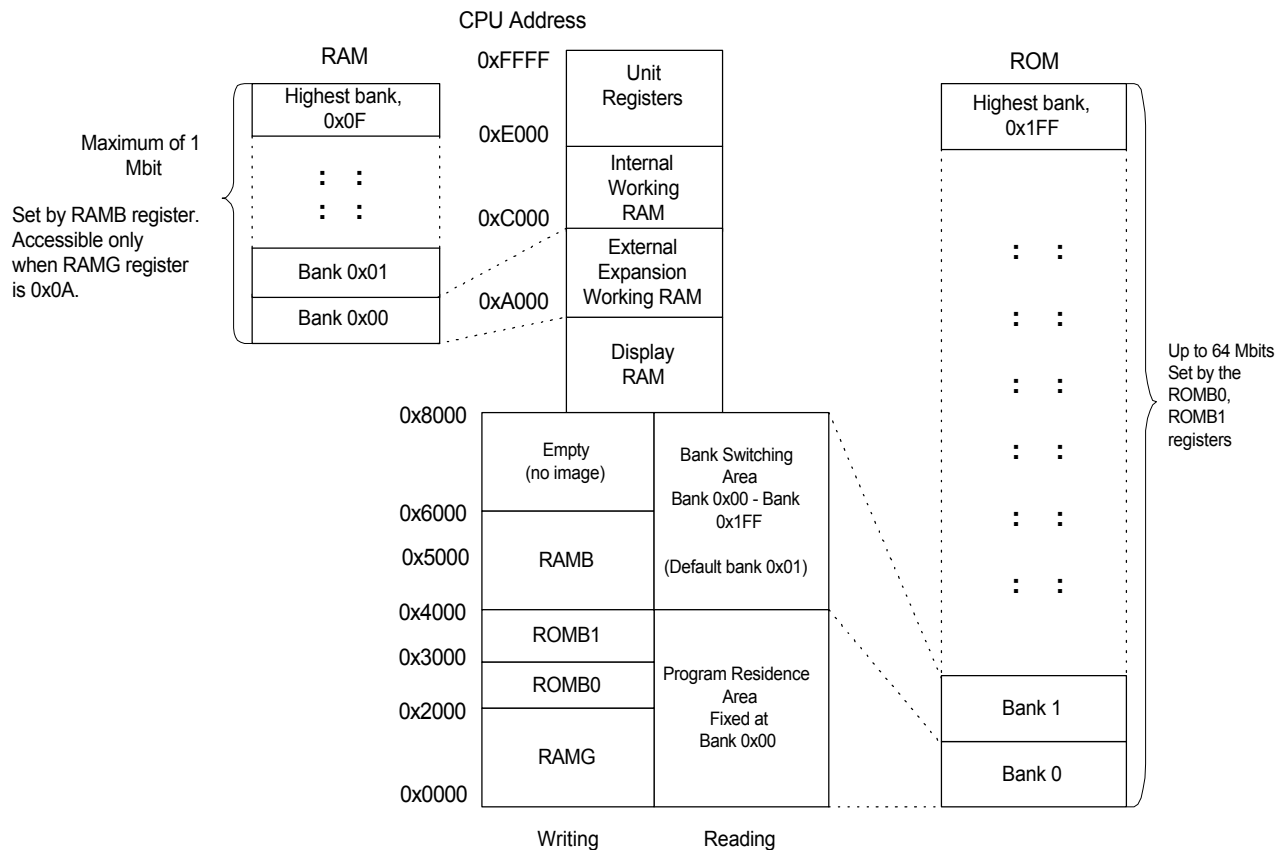 CPU Address
RAM
Highest bank,
0x0F
: :
: :
Bank 0x01
Bank 0x00
Maximum of 1
Mbit
Set by RAMB register.
Accessible only
when RAMG register
is 0x0A.
0xFFFF
0xE000
0xC000
0xA000
0x8000
0x6000
0x5000
0x4000
0x3000
0x2000
0x0000
Unit
Registers
Internal
Working
RAM
External
Expansion
Working RAM
Display
RAM
Empty
(no image)
RAMB
ROMB1
ROMB0
RAMG
Writing
Bank Switching
Area
Bank 0x00 - Bank
0x1FF
(Default bank 0x01)
Program Residence
Area
Fixed at
Bank 0x00
Reading
ROM
Highest bank,
0x1FF
: :
: :
: :
: :
: :
: :
Bank 1
Bank 0
Up to 64 Mbits
Set by the
ROMB0,
ROMB1
registers